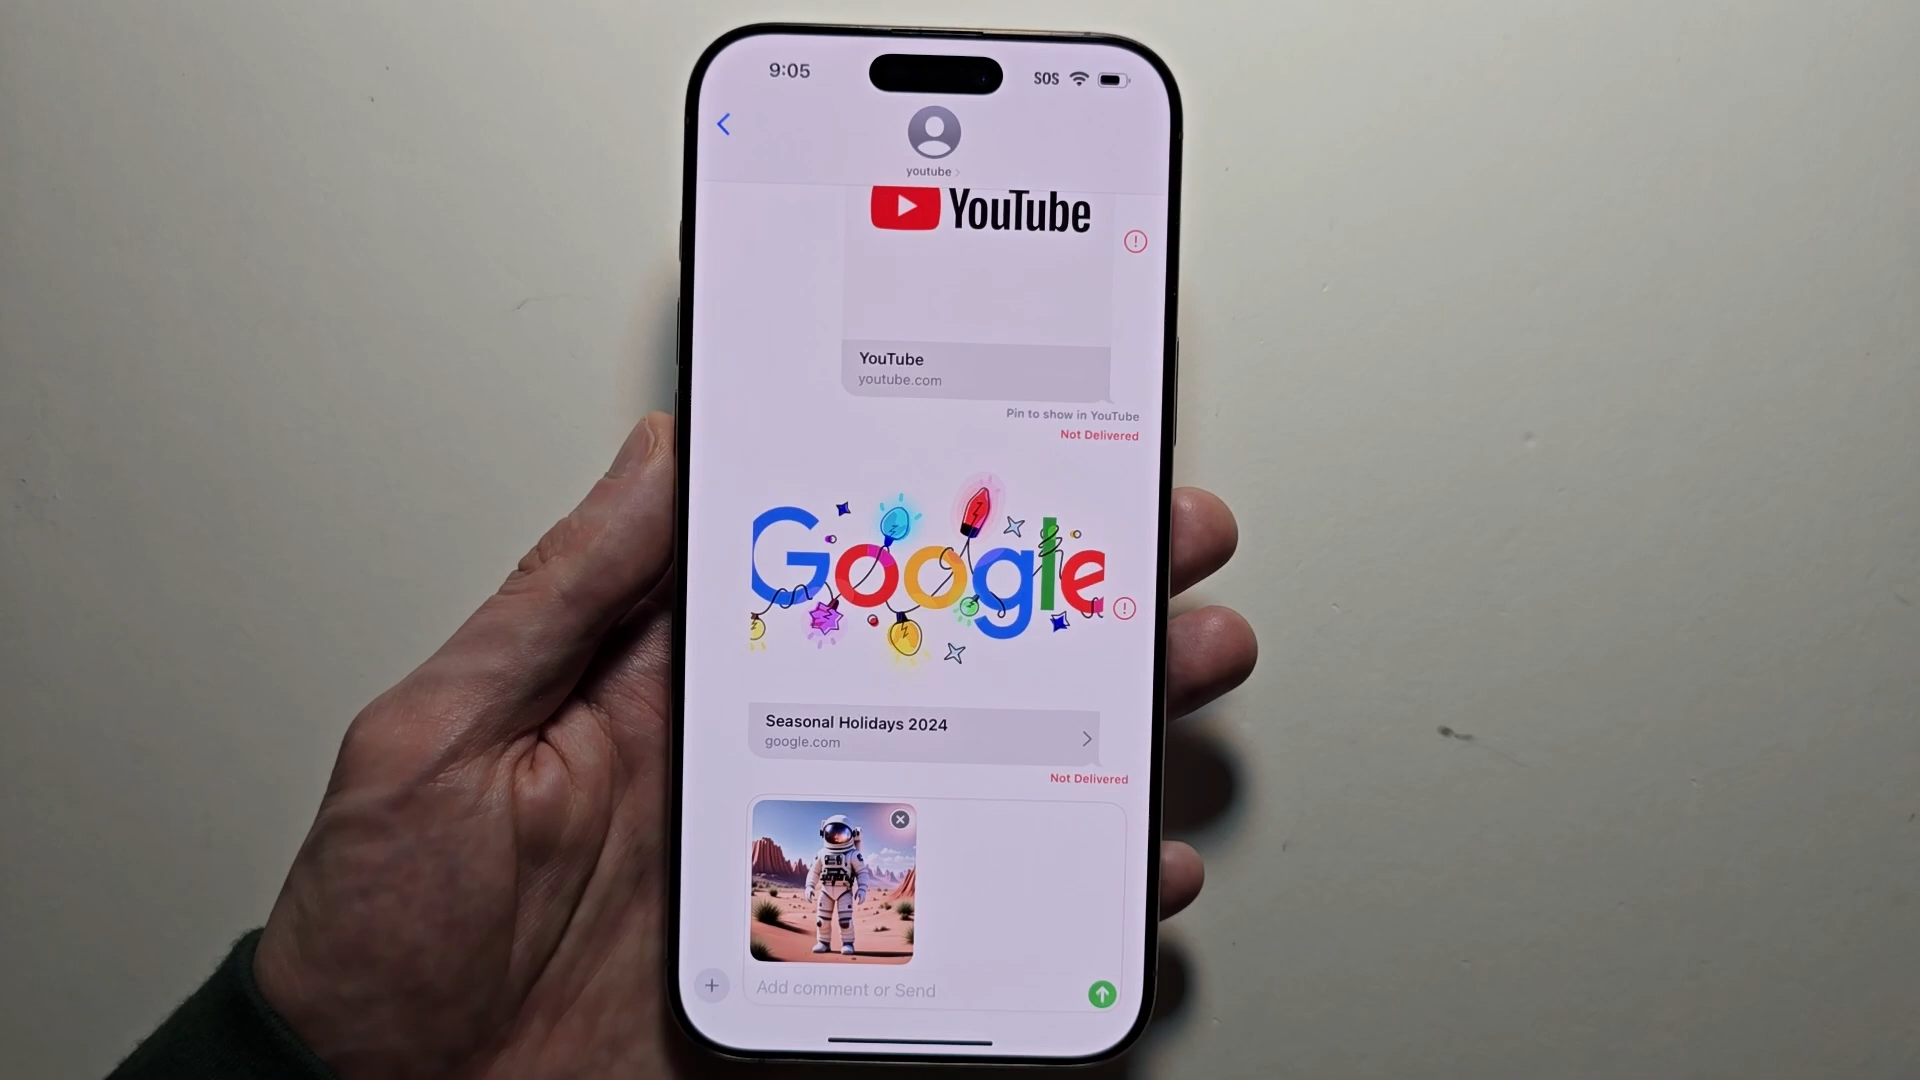 9:05
SOS
youtube
YouTube
YouTube
youtube.com
Pin to show in YouTube
Not Delivered
Google
Seasonal Holidays 2024
google.com
Not Delivered
Add comment or Send